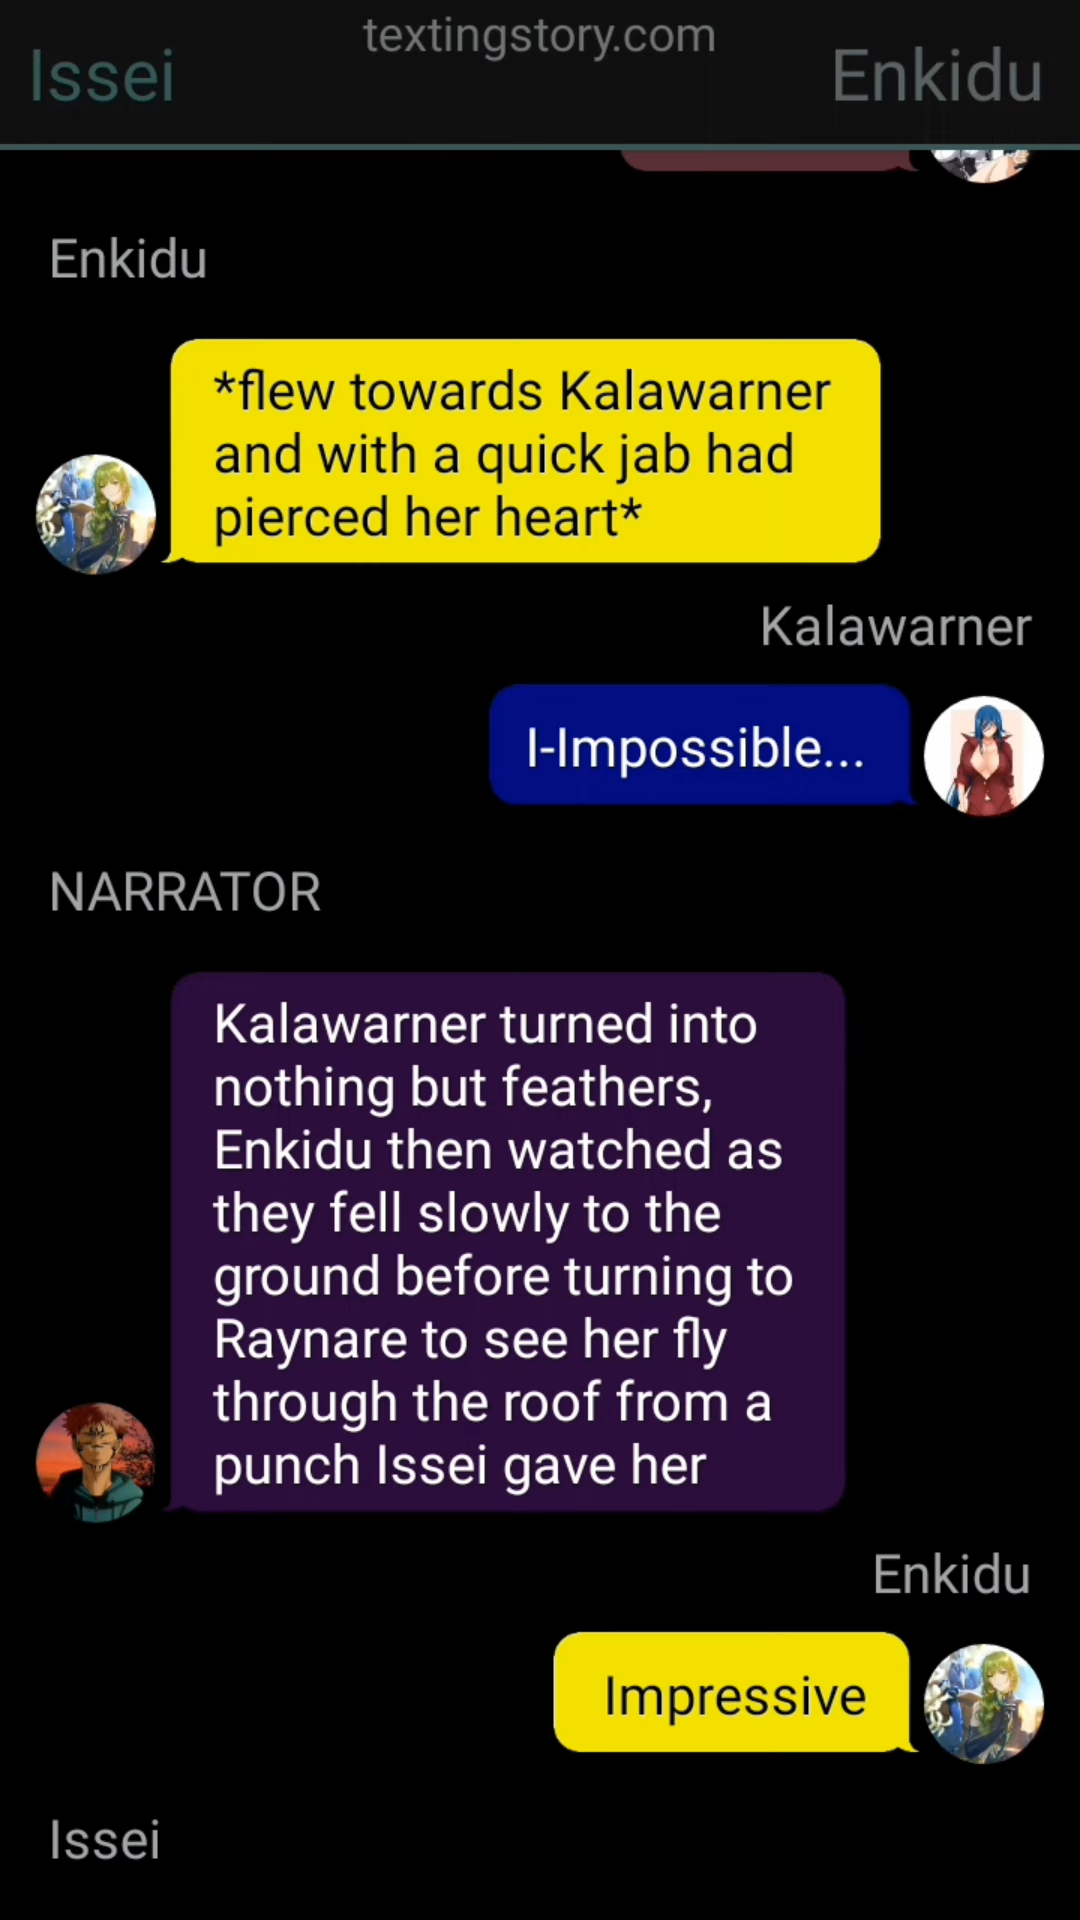 textingstory.com
Issei
Enkidu
Enkidu
*flew towards Kalawarner
and with a quick jab had
pierced her heart*
Kalawarner
I-Impossible...
NARRATOR
Kalawarner turned into
nothing but feathers,
Enkidu then watched as
they fell slowly to the
ground before turning to
Raynare to see her fly
through the roof from a
punch Issei gave her
Enkidu
Impressive
Issei